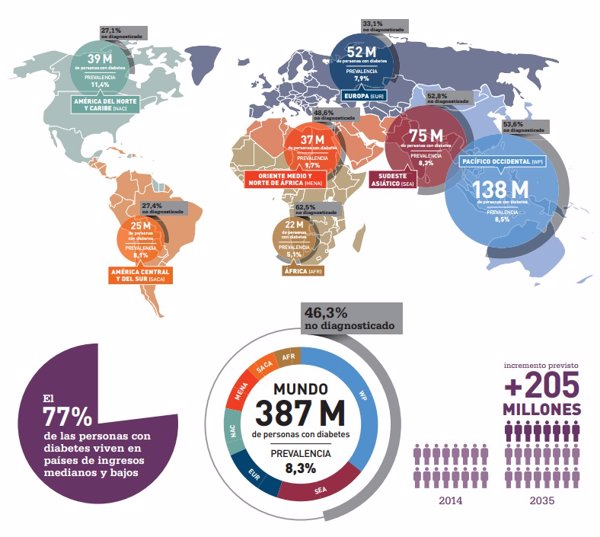 27,1%
no diagnosticado
39 M
de personas con diabetes
PREVALENCIA
11,4%
AMÉRICA DEL NORTE
Y CARIBE (NAC)
33,1%
no diagnosticado
52 M
de personas con diabetes
PREVALENCIA
7,9%
EUROPA (EUR)
48,6%
no diagnosticado
37 M
de personas con diabetes
PREVALENCIA
9,7%
ORIENTE MEDIO Y
NORTE DE ÁFRICA (MENA)
52,8%
no diagnosticado
75 M
de personas con diabetes
PREVALENCIA
8,3%
SUDESTE
ASIÁTICO (SEA)
53,6%
no diagnosticado
PACÍFICO OCCIDENTAL (WP)
138 M
de personas con diabetes
PREVALENCIA
8,5%
27,4%
no diagnosticado
25 M
de personas con diabetes
PREVALENCIA
8,1%
AMÉRICA CENTRAL
Y DEL SUR (SACA)
62,5%
no diagnosticado
22 M
de personas con diabetes
PREVALENCIA
5,1%
ÁFRICA (AFR)
El
77%
de las personas con
diabetes viven en
países de ingresos
medianos y bajos
46,3%
no diagnosticado
MUNDO
387 M
de personas con diabetes
PREVALENCIA
8,3%
AFR
SACA
MENA
NAC
EUR
SEA
WP
incremento previsto
+205
MILLONES
2014
2035